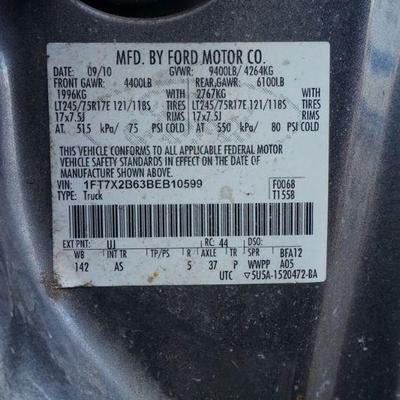 MFD. BY FORD MOTOR CO.
DATE: 09/10 GVWR: 9400LB/ 4264KG
FRONT GAWR: 4400LB REAR GAWR: 6100LB
1996KG WITH 2767KG WITH
LT245/75R17E 121/118S TIRES LT245/75R17E 121/118S TIRES
17x7.5J RIMS 17x7.5J RIMS
AT: 515 kPa/ 75 PSI COLD AT: 550 kPa/ 80 PSI COLD
THIS VEHICLE CONFORMS TO ALL APPLICABLE FEDERAL MOTOR
VEHICLE SAFETY STANDARDS IN EFFECT ON THE DATE OF
MANUFACTURE SHOWN ABOVE.
VIN: 1FT7X2B63BEB10599 F0068
TYPE: Truck T1558
EXT PNT: UJ RC: 44 DSO:
WB INT TR TP/PS R AXLE TR SPR BFA12
142 AS 5 37 P WWPP A05
UTC ▽5U5A-1520472-BA